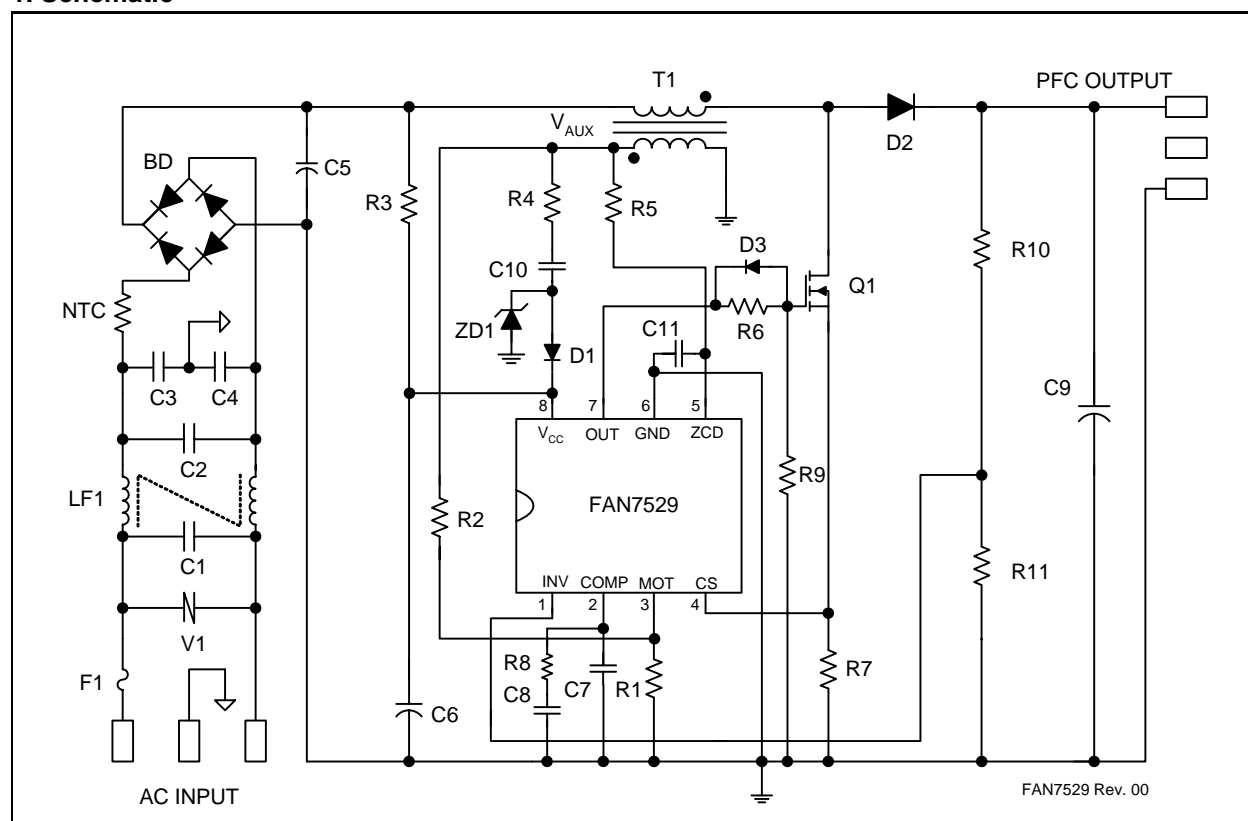 T1
PFC OUTPUT
VAUX
D2
BD
C5
R3
R4
R5
D3
R10
C10
Q1
NTC
ZD1
R6
C11
D1
C3
C4
C9
8
7
6
5
VCC
OUT
GND
ZCD
C2
R9
LF1
R2
FAN7529
C1
R11
INV
COMP
MOT
CS
1
2
3
4
V1
R8
R7
F1
C7
R1
C8
C6
FAN7529 Rev. 00
AC INPUT